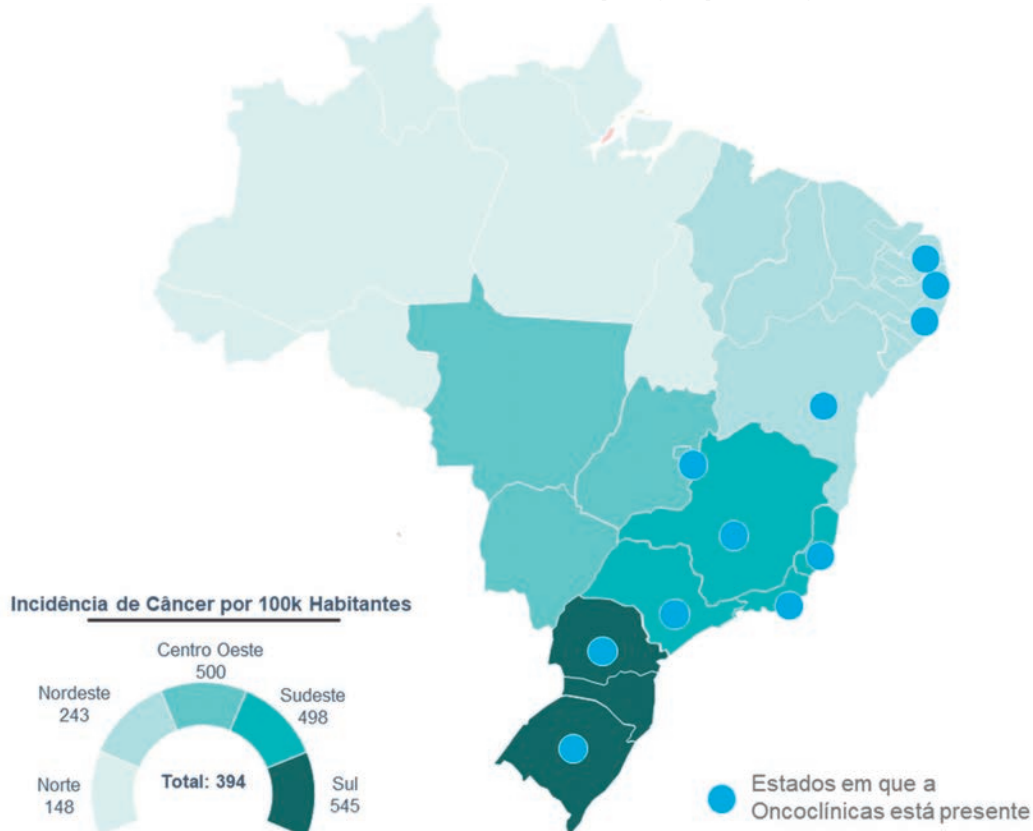 Incidência de Câncer por 100k Habitantes
Centro Oeste
500
Nordeste
243
Sudeste
498
Norte
148
Total: 394
Sul
545
Estados em que a
Oncoclínicas está presente